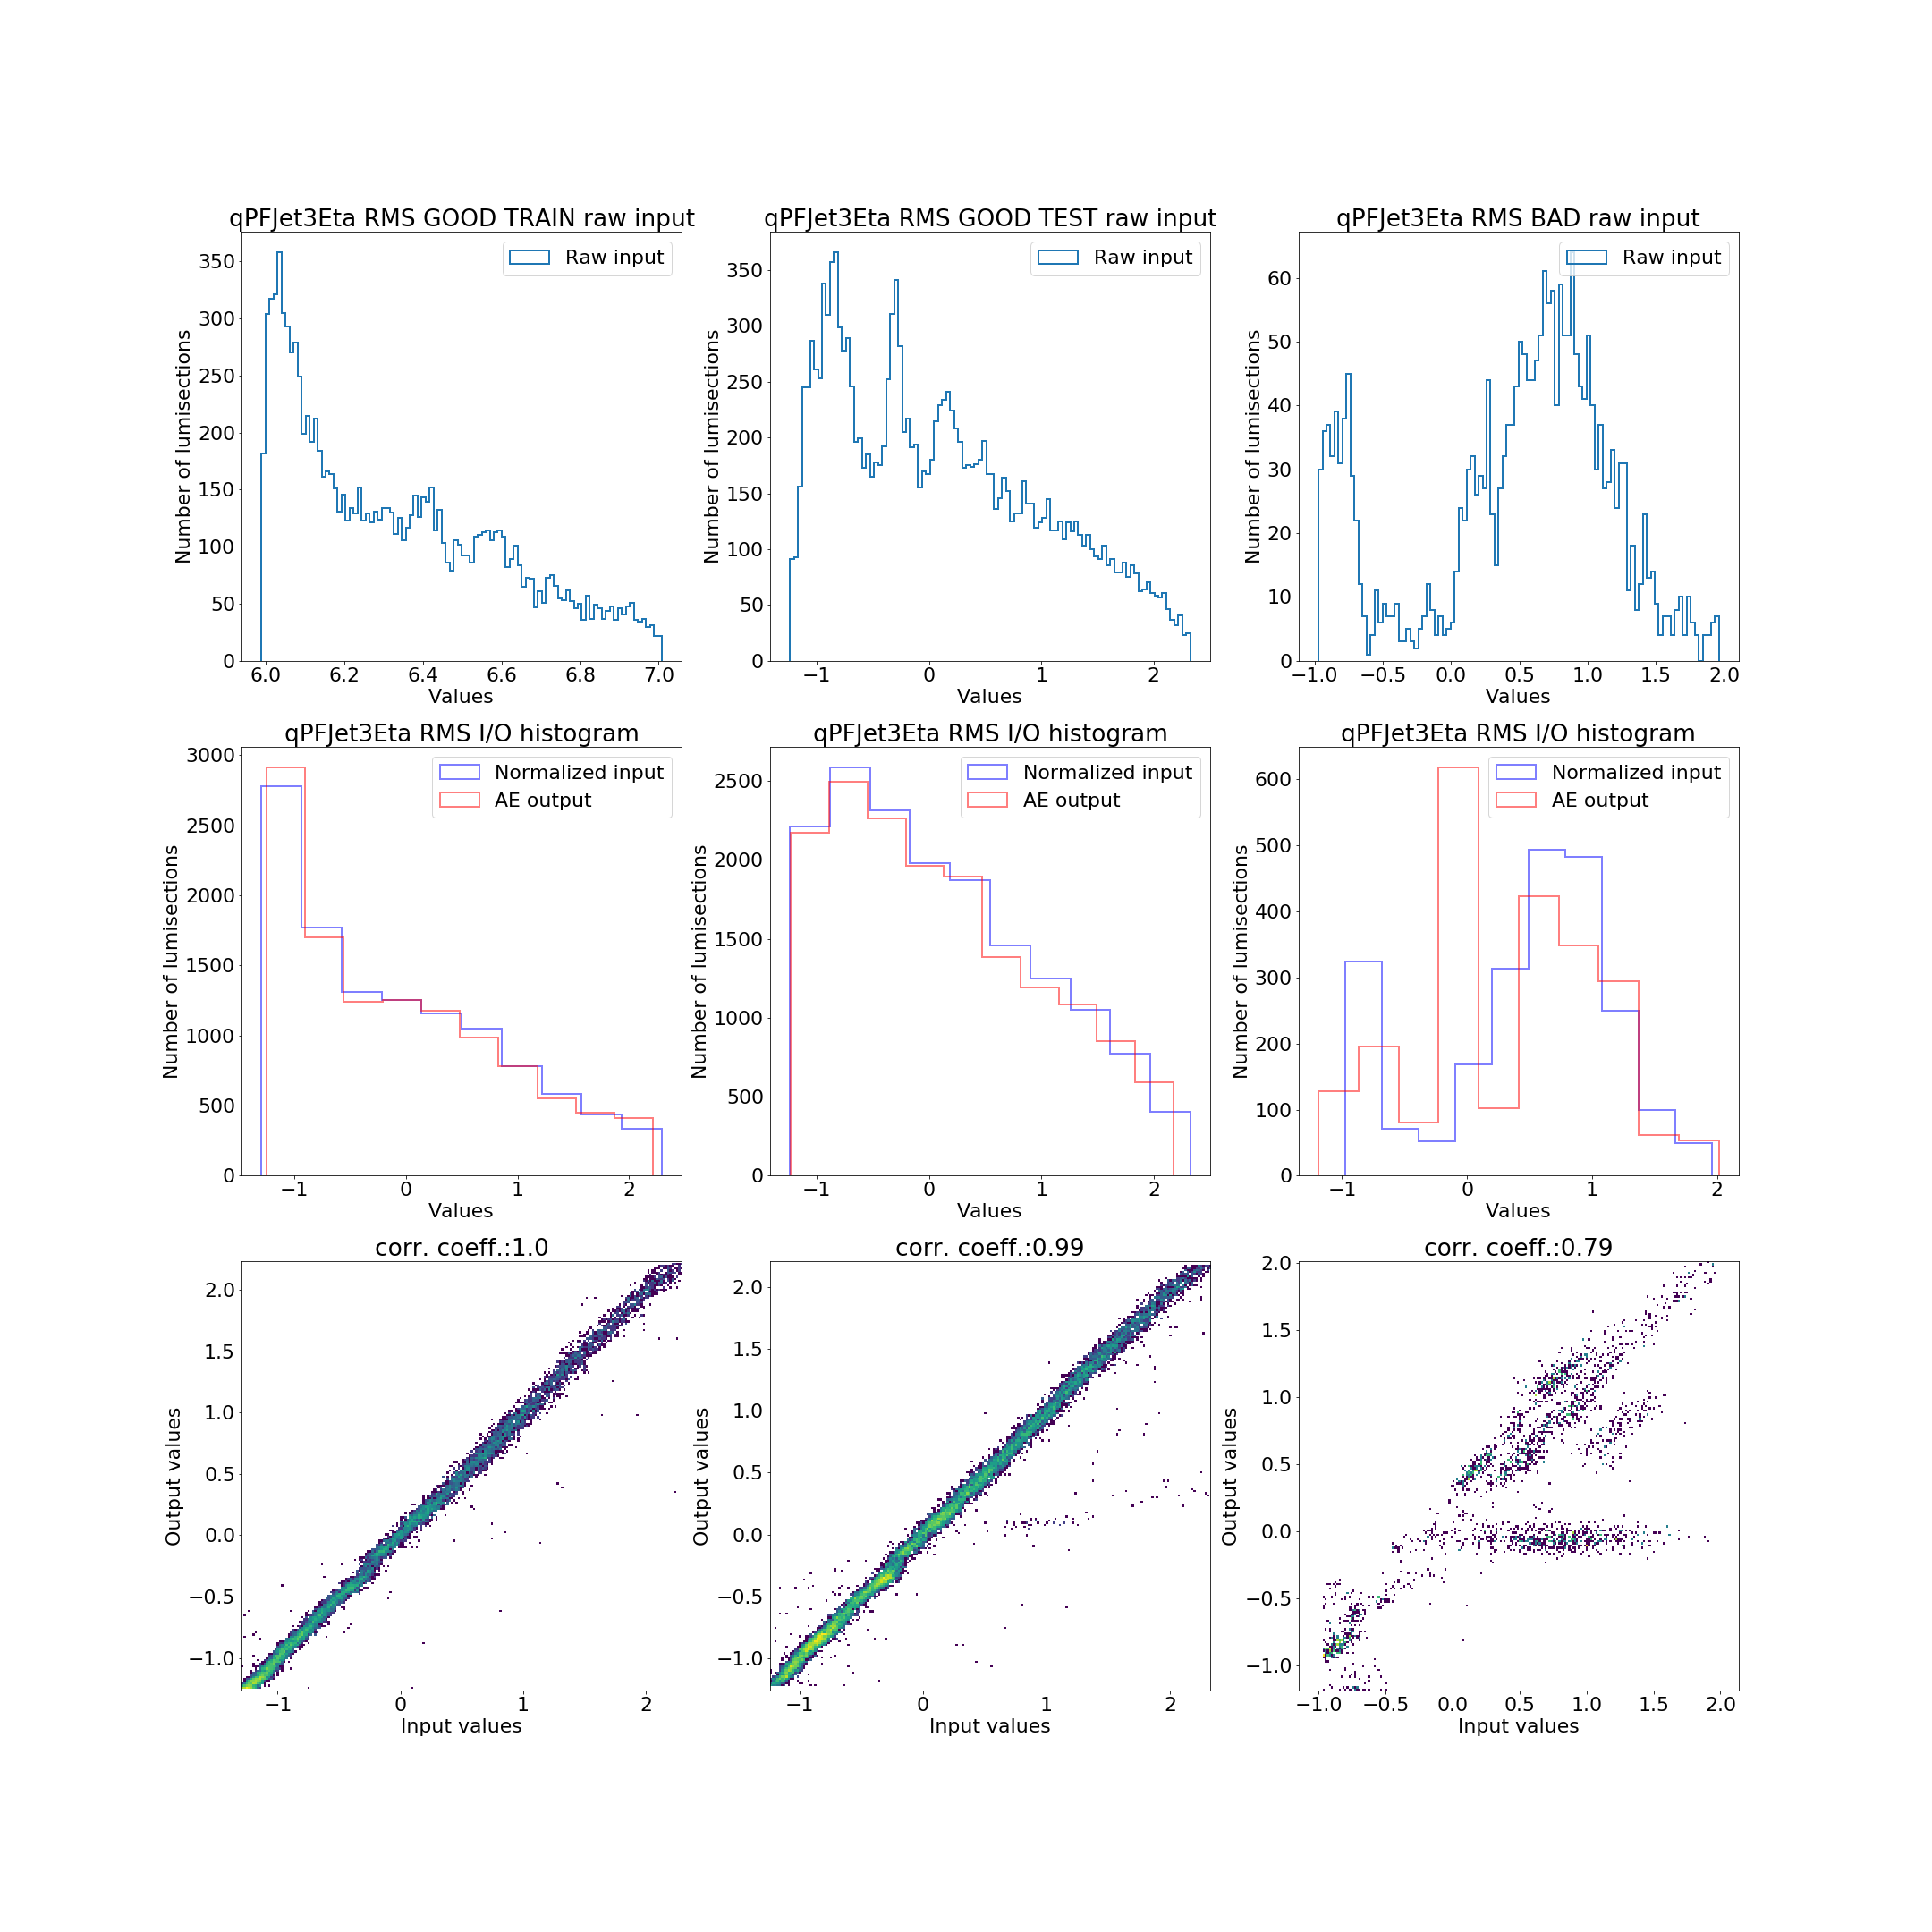 qPFJet3Eta RMS GOOD TRAIN raw input
Raw input
350
300
250
200
150
100
50
0
6.0 6.2 6.4 6.6 6.8 7.0
Number of lumisections
Values
qPFJet3Eta RMS GOOD TEST raw input
Raw input
350
300
250
200
150
100
50
0
−1 0 1 2
Number of lumisections
Values
qPFJet3Eta RMS BAD raw input
Raw input
60
50
40
30
20
10
0
−1.0 −0.5 0.0 0.5 1.0 1.5 2.0
Number of lumisections
Values
qPFJet3Eta RMS I/O histogram
Normalized input
AE output
3000
2500
2000
1500
1000
500
0
−1 0 1 2
Number of lumisections
Values
qPFJet3Eta RMS I/O histogram
Normalized input
AE output
2500
2000
1500
1000
500
0
−1 0 1 2
Number of lumisections
Values
qPFJet3Eta RMS I/O histogram
Normalized input
AE output
600
500
400
300
200
100
0
−1 0 1 2
Number of lumisections
Values
corr. coeff.:1.0
2.0
1.5
1.0
0.5
0.0
−0.5
−1.0
−1 0 1 2
Output values
Input values
corr. coeff.:0.99
2.0
1.5
1.0
0.5
0.0
−0.5
−1.0
−1 0 1 2
Output values
Input values
corr. coeff.:0.79
2.0
1.5
1.0
0.5
0.0
−0.5
−1.0
−1.0 −0.5 0.0 0.5 1.0 1.5 2.0
Output values
Input values